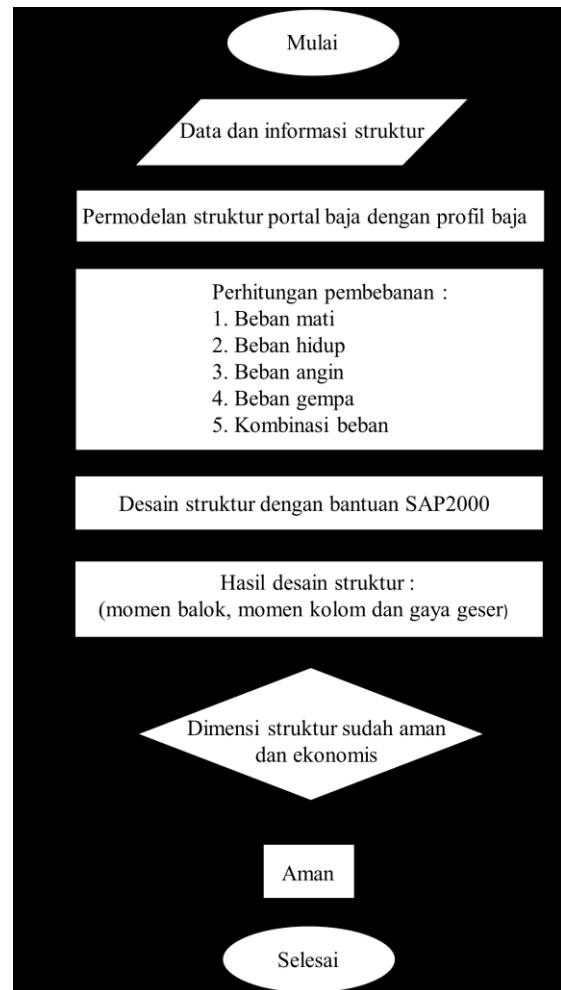 Mulai
Data dan informasi struktur
Permodelan struktur portal baja dengan profil baja
Perhitungan pembebanan :
1. Beban mati
2. Beban hidup
3. Beban angin
4. Beban gempa
5. Kombinasi beban
Desain struktur dengan bantuan SAP2000
Hasil desain struktur :
(momen balok, momen kolom dan gaya geser)
Dimensi struktur sudah aman
dan ekonomis
Aman
Selesai